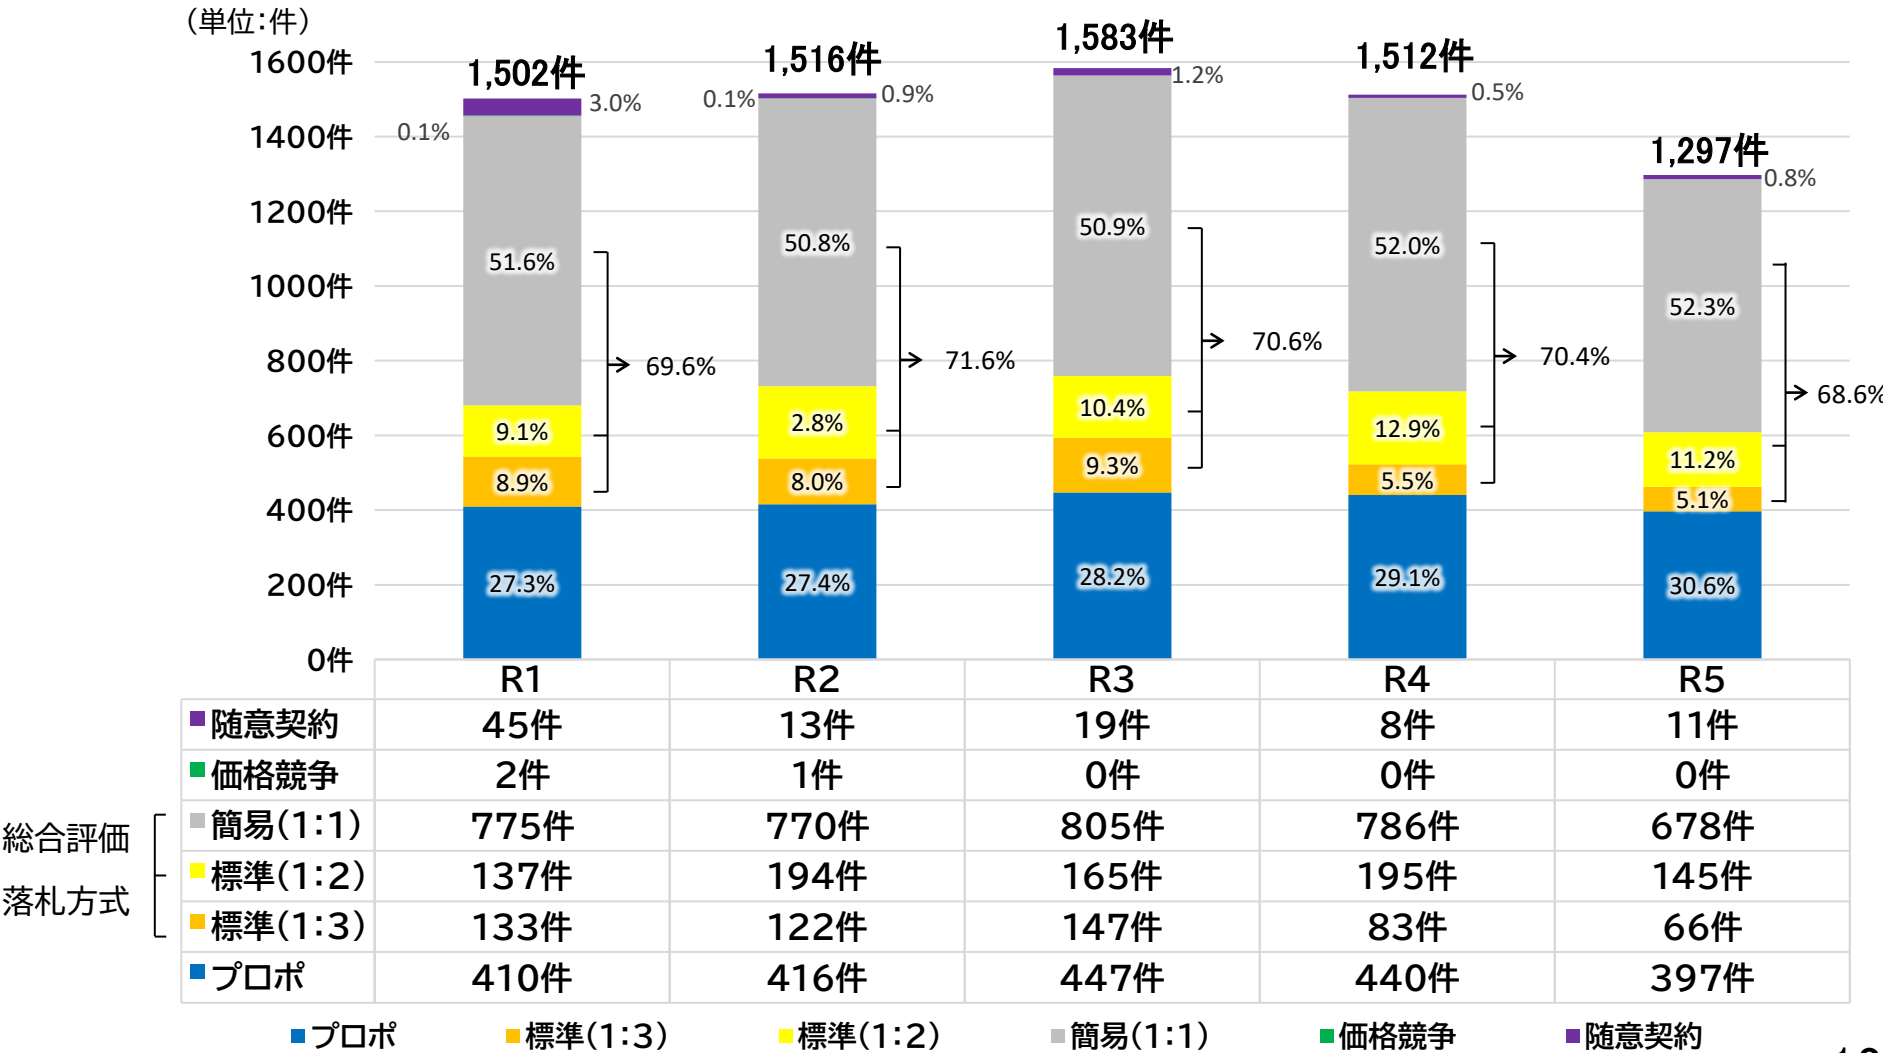 （単位：件）
1600件
1400件
1200件
1000件
800件
600件
400件
200件
0件
1,502件
0.1%
3.0%
51.6%
9.1%
8.9%
27.3%
69.6%
1,516件
0.1%
0.9%
50.8%
2.8%
8.0%
27.4%
71.6%
1,583件
1.2%
50.9%
10.4%
9.3%
28.2%
70.6%
1,512件
0.5%
52.0%
12.9%
5.5%
29.1%
70.4%
1,297件
0.8%
52.3%
11.2%
5.1%
30.6%
68.6%
R1 R2 R3 R4 R5
随意契約 45件 13件 19件 8件 11件
価格競争 2件 1件 0件 0件 0件
簡易（1：1） 775件 770件 805件 786件 678件
標準（1：2） 137件 194件 165件 195件 145件
標準（1：3） 133件 122件 147件 83件 66件
プロポ 410件 416件 447件 440件 397件
総合評価
落札方式
プロポ 標準（1：3） 標準（1：2） 簡易（1：1） 価格競争 随意契約